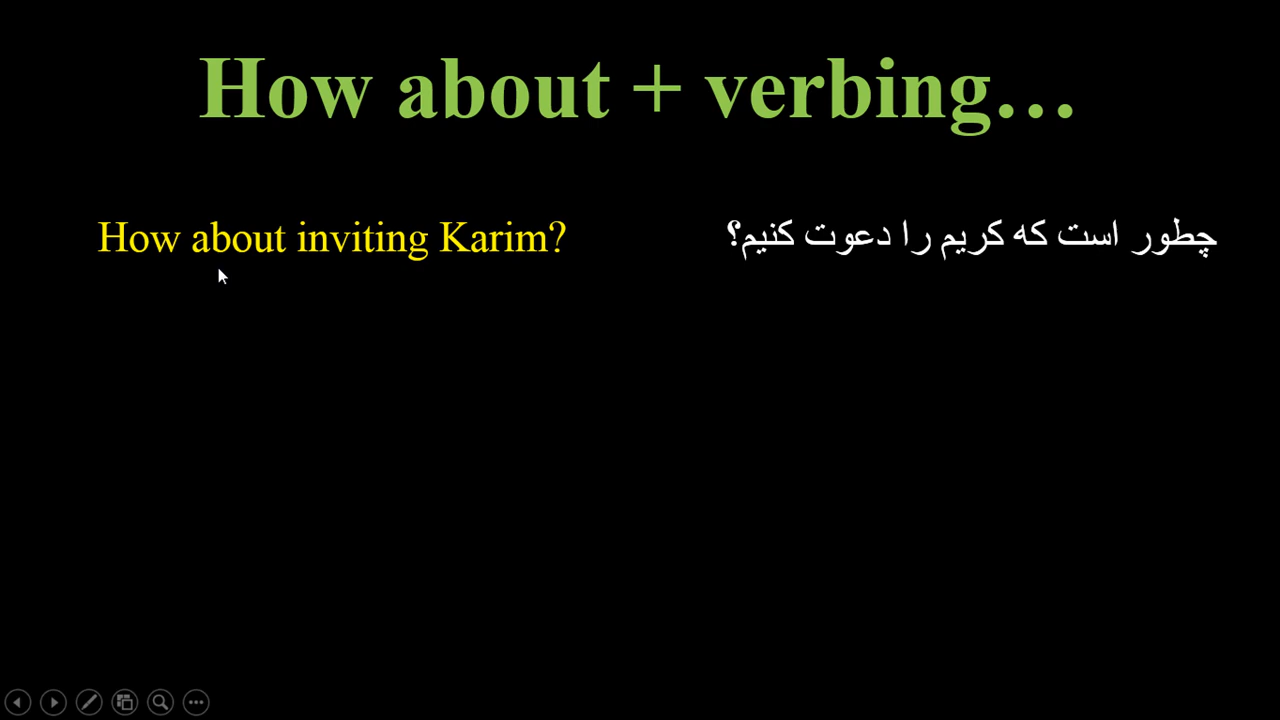 How about + verbing…
How about inviting Karim?
چطور است که کریم را دعوت کنیم؟